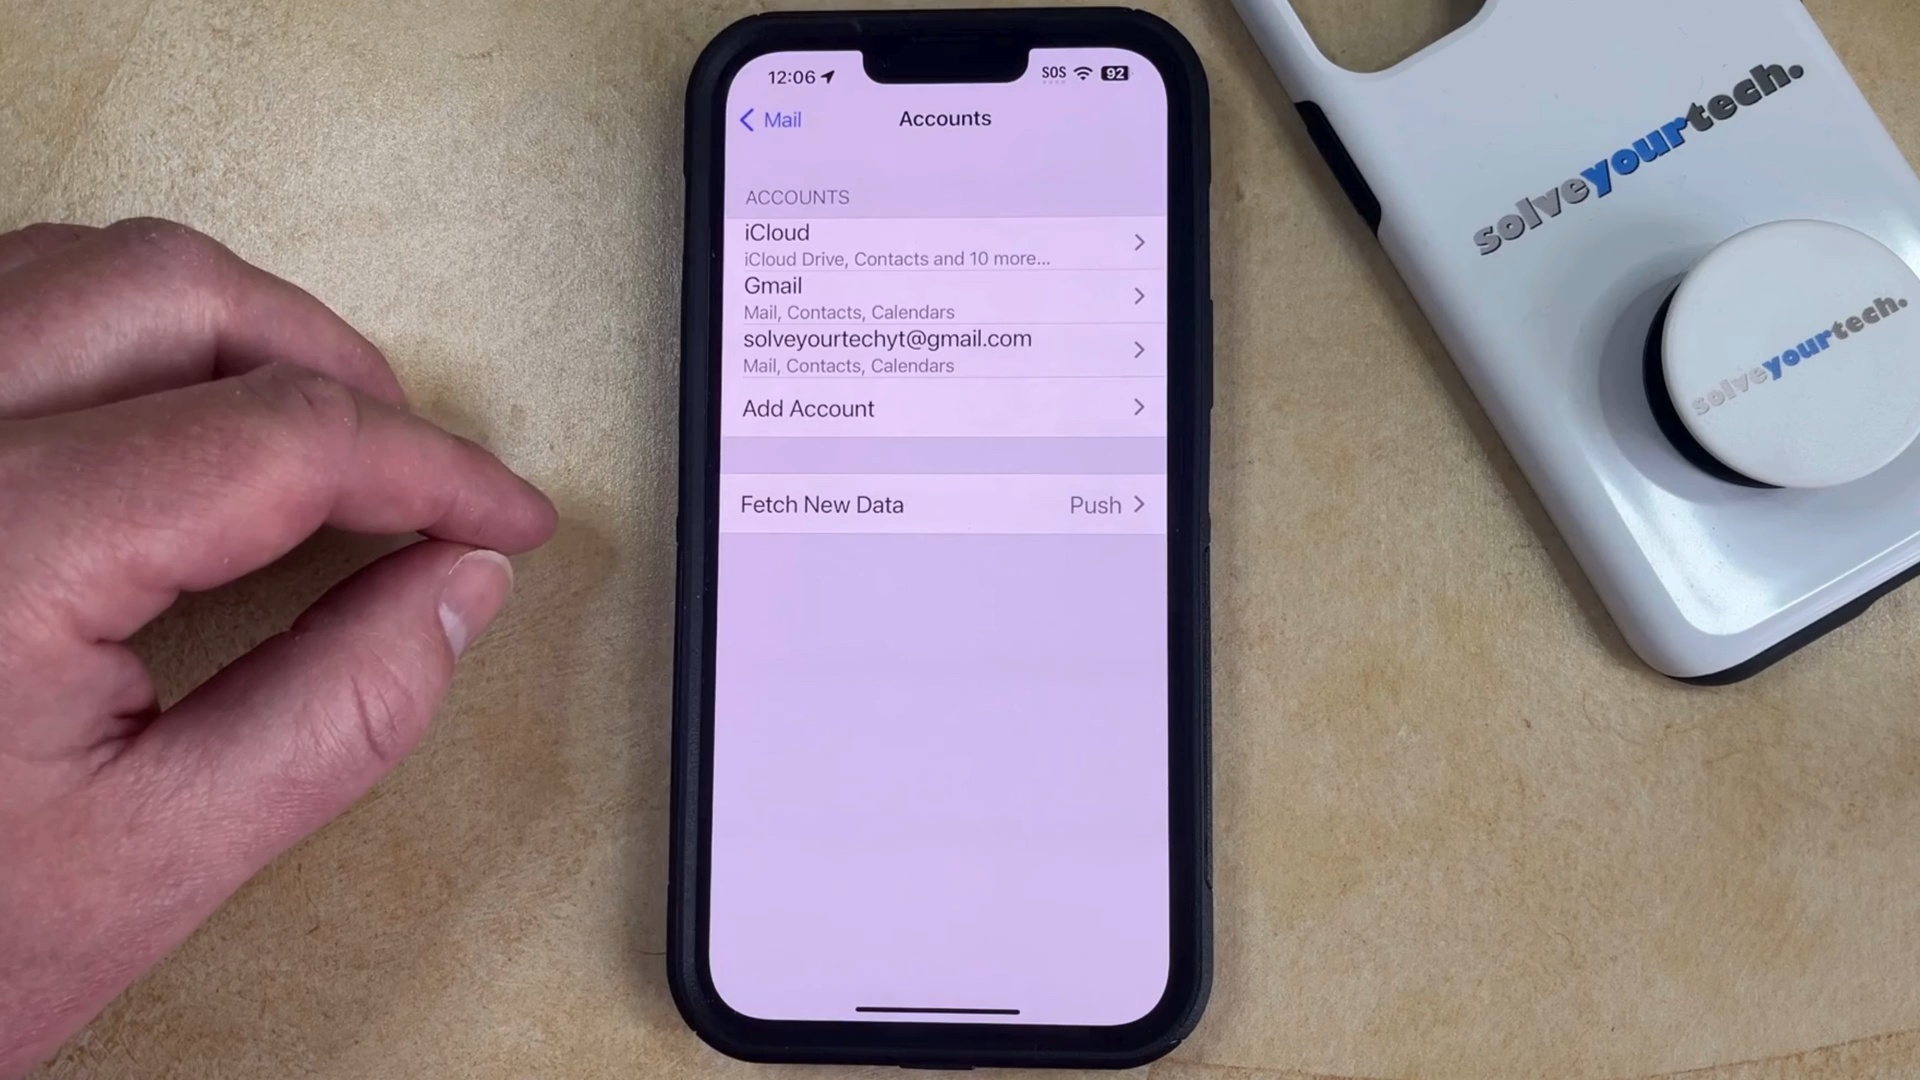 12:06
SOS 92
Mail
Accounts
ACCOUNTS
iCloud
iCloud Drive, Contacts and 10 more...
Gmail
Mail, Contacts, Calendars
solveyourtechyt@gmail.com
Mail, Contacts, Calendars
Add Account
Fetch New Data Push
solveyourtech.
solveyourtech.